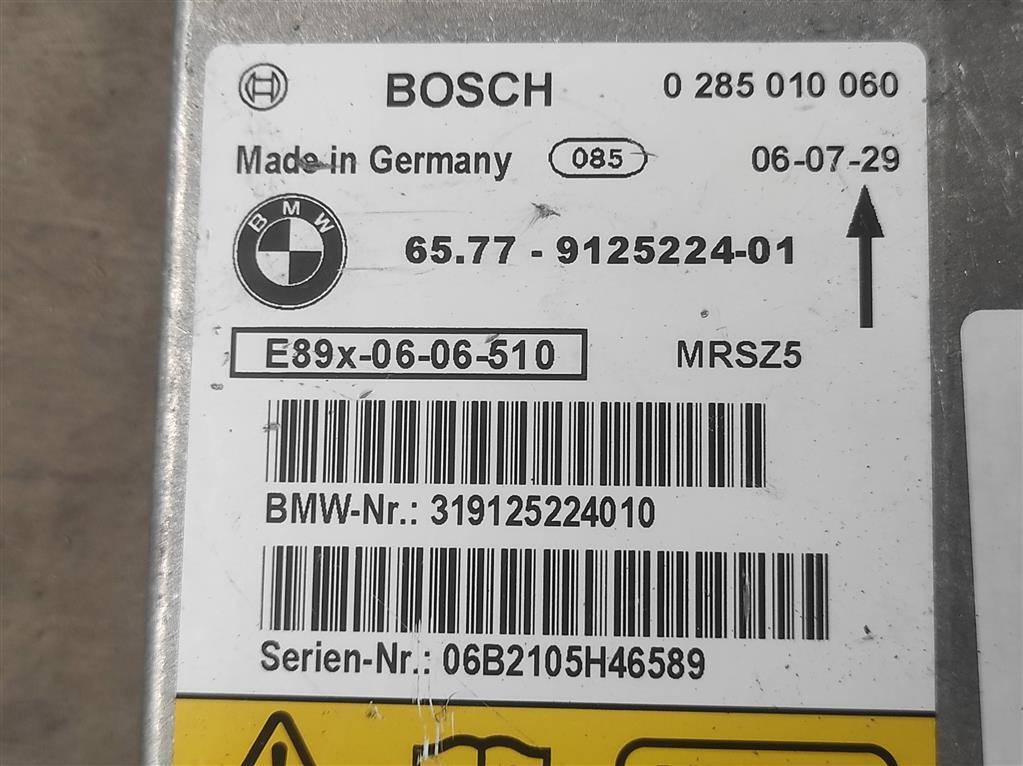 BOSCH 0 285 010 060
Made in Germany 085 06-07-29
BMW
65.77 - 9125224-01
E89x-06-06-510 MRSZ5
BMW-Nr.: 319125224010
Serien-Nr.: 06B2105H46589